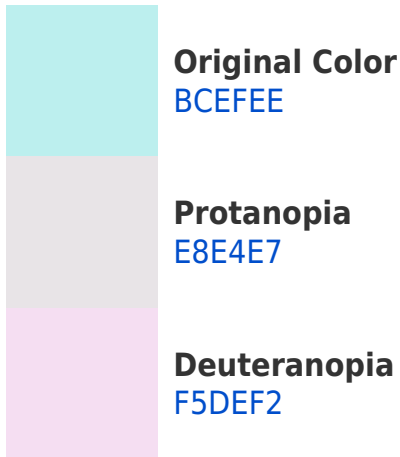 Original Color
BCEFEE
Protanopia
E8E4E7
Deuteranopia
F5DEF2